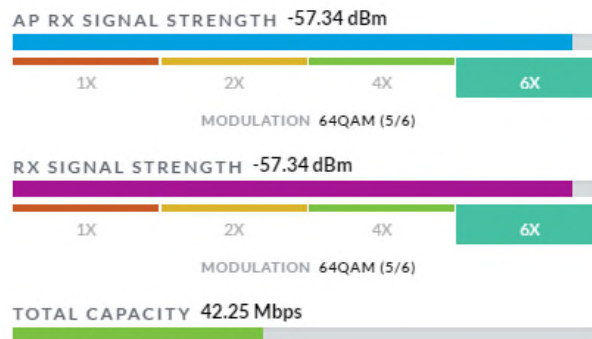 AP RX SIGNAL STRENGTH -57.34 dBm
1X 2X 4X 6X
MODULATION 64QAM (5/6)
RX SIGNAL STRENGTH -57.34 dBm
1X 2X 4X 6X
MODULATION 64QAM (5/6)
TOTAL CAPACITY 42.25 Mbps